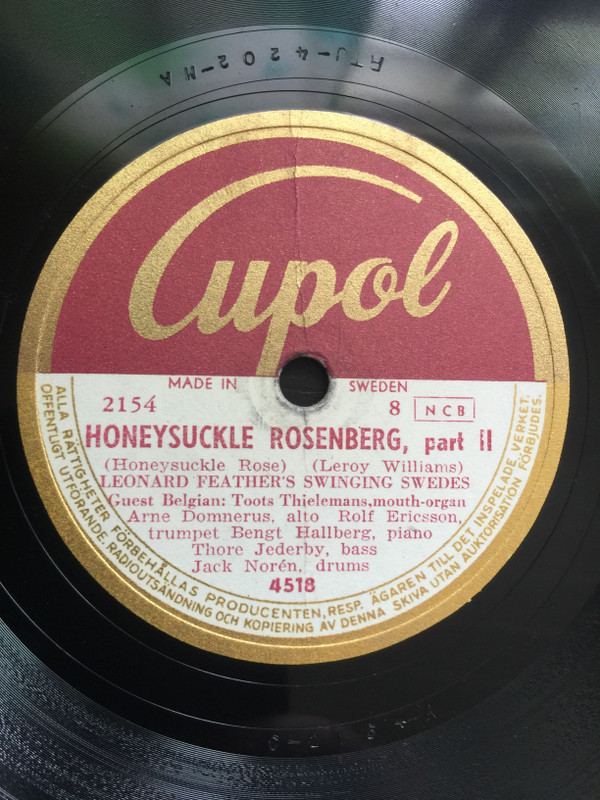 RTJ-4202-MA
Cupol
MADE IN SWEDEN
2154 8 NCB
HONEYSUCKLE ROSENBERG, part II
(Honeysuckle Rose) (Leroy Williams)
LEONARD FEATHER'S SWINGING SWEDES
Guest Belgian: Toots Thielemans, mouth-organ
Arne Domnerus, alto Rolf Ericsson,
trumpet Bengt Hallberg, piano
Thore Jederby, bass
Jack Norén, drums
4518
ALLA RÄTTIGHETER FÖRBEHÅLLAS PRODUCENTEN, RESP. ÄGAREN TILL DET INSPELADE VERKET.
OFFENTLIGT UTFÖRANDE, RADIOUTSÄNDNING OCH KOPIERING AV DENNA SKIVA UTAN AUKTORISATION FÖRBJUDES.